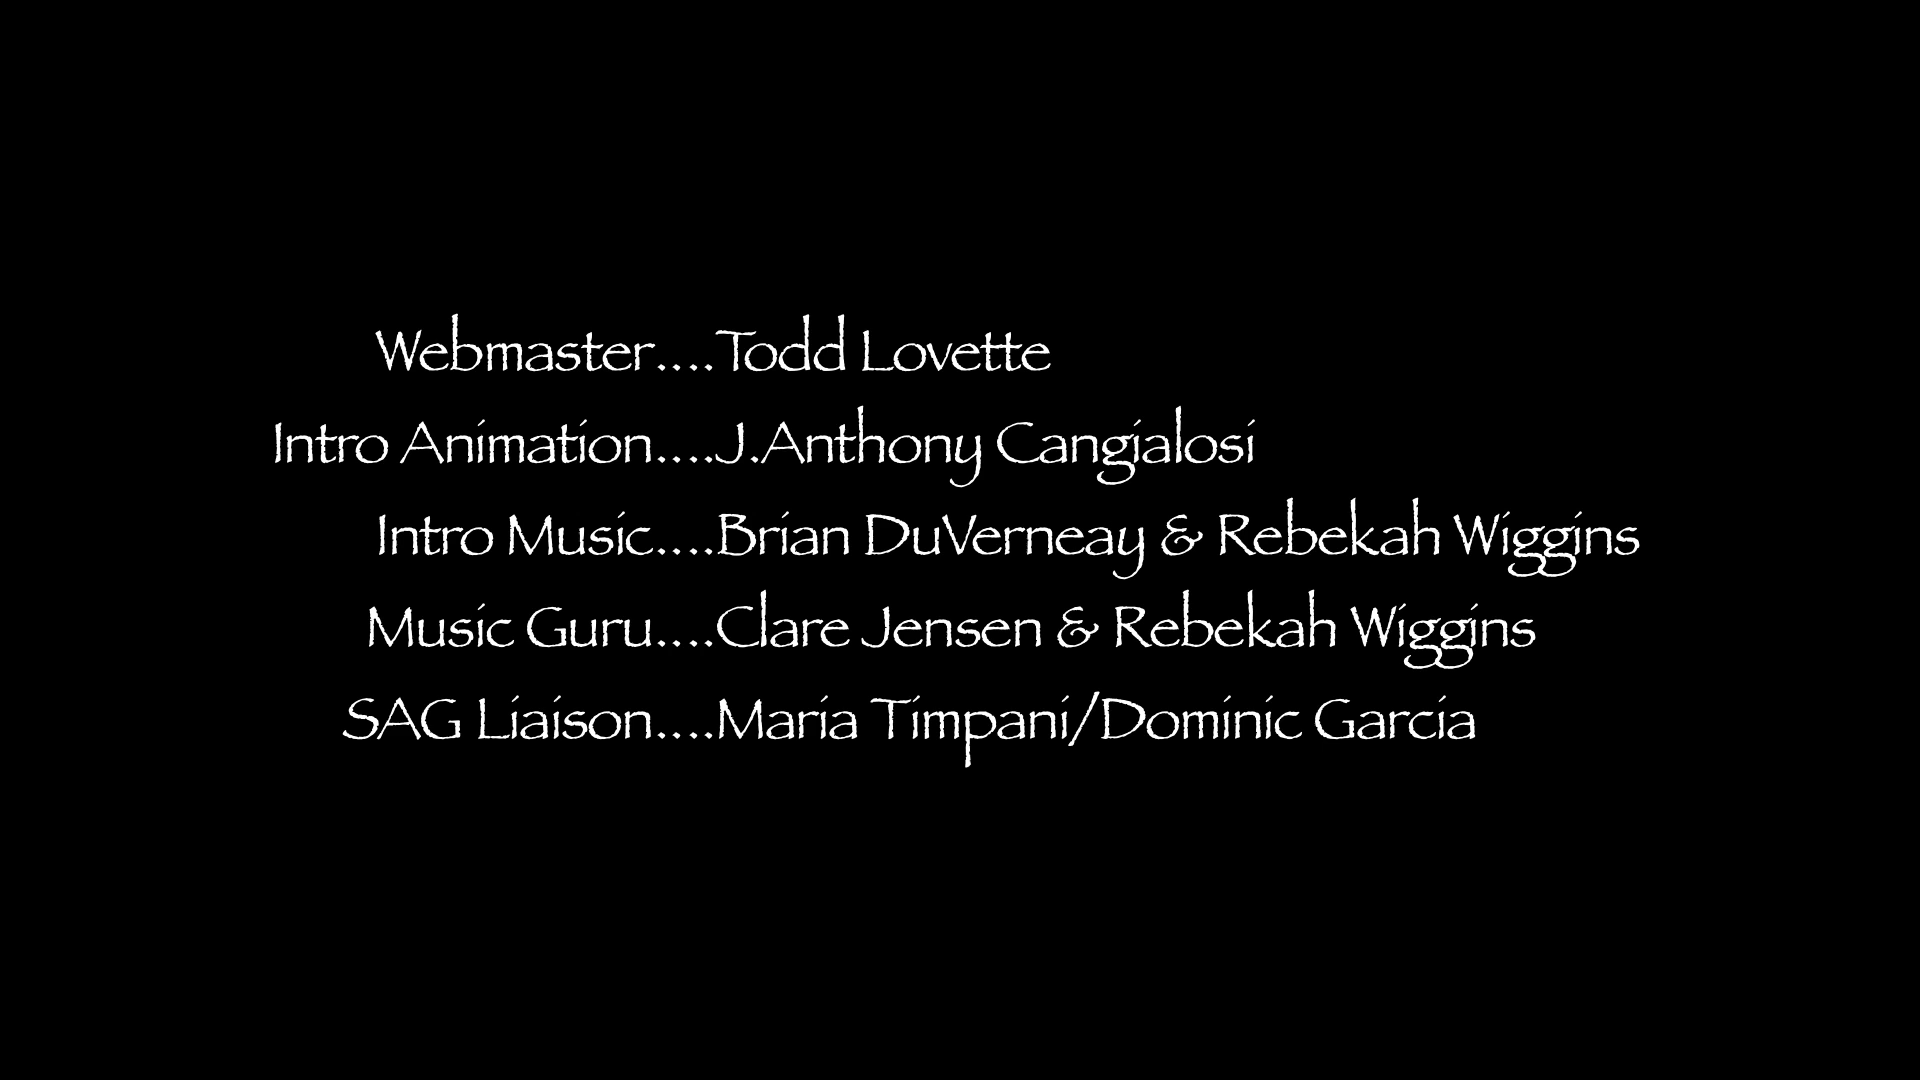 Webmaster....Todd Lovette
Intro Animation....J.Anthony Cangialosi
Intro Music....Brian DuVerneay & Rebekah Wiggins
Music Guru....Clare Jensen & Rebekah Wiggins
SAG Liaison....Maria Timpani/Dominic Garcia